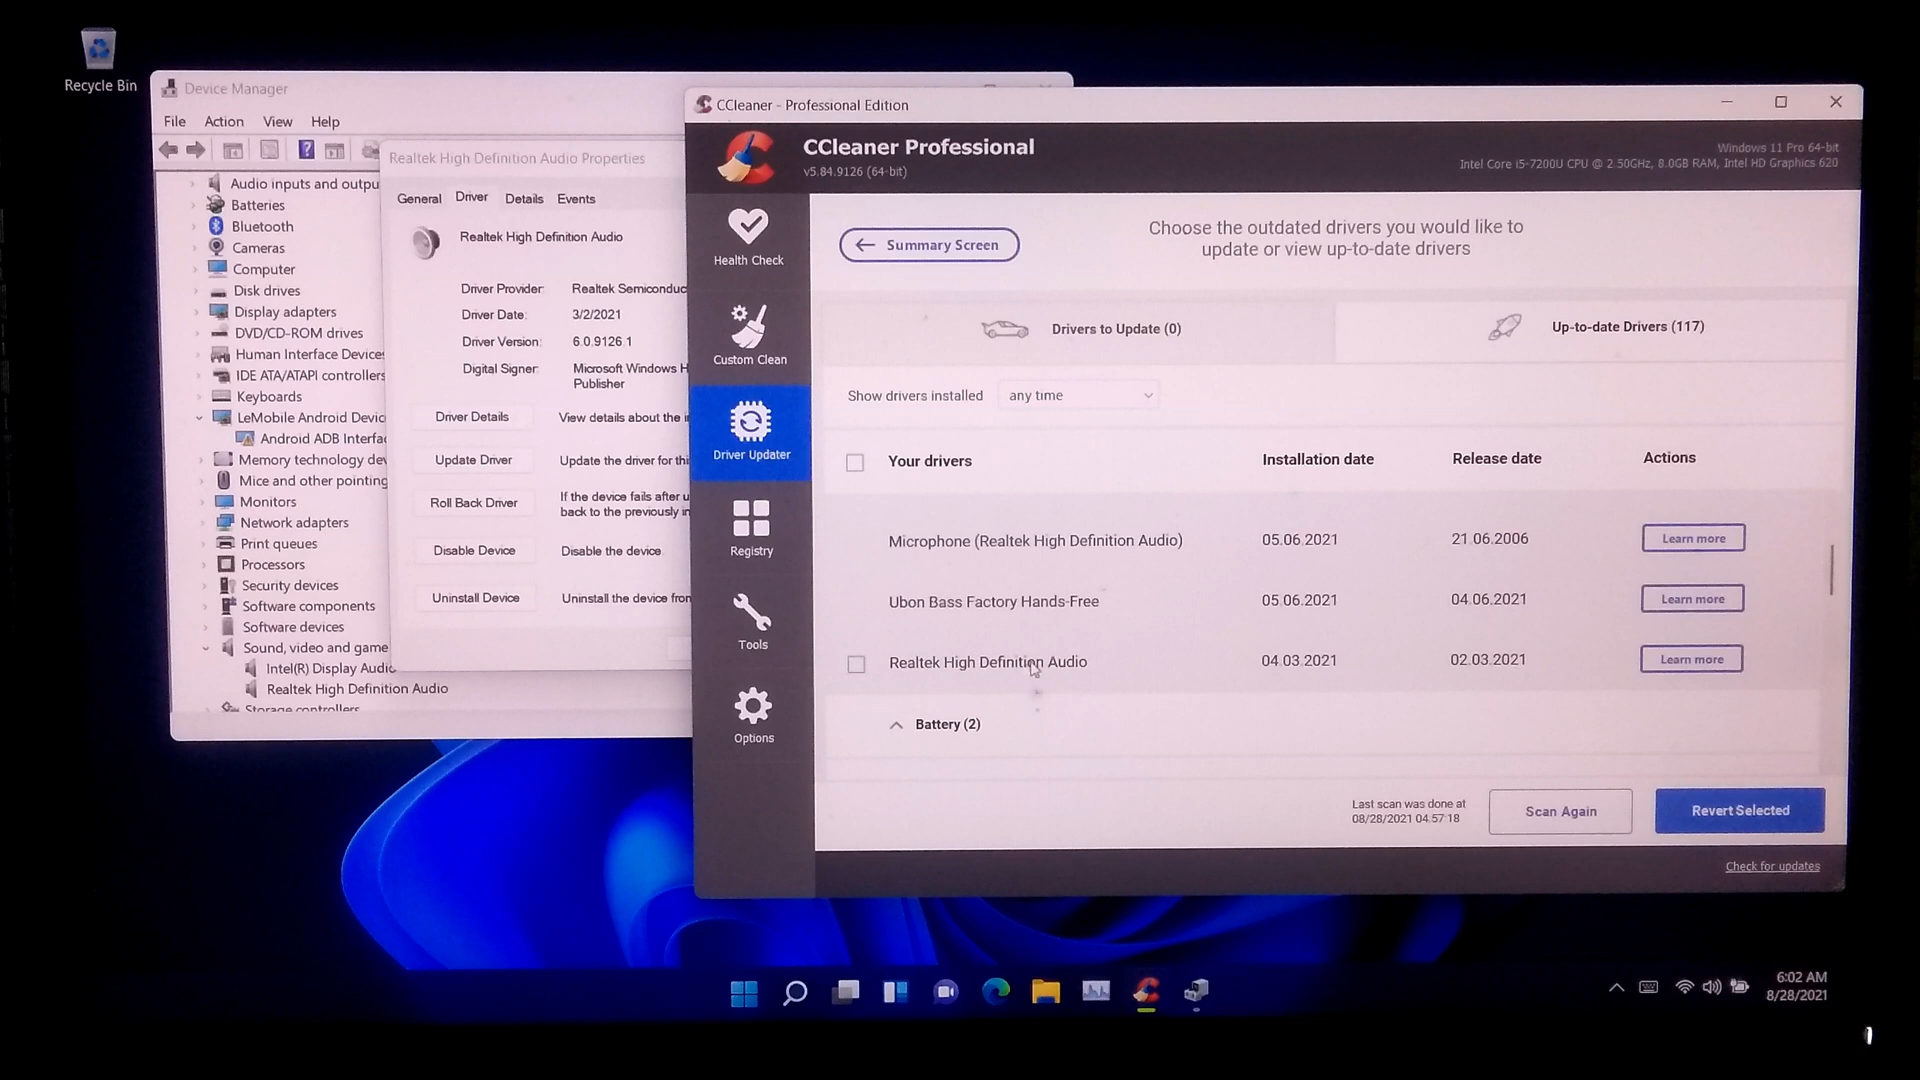 Recycle Bin
Device Manager
File Action View Help
Audio inputs and outpu
Batteries
Bluetooth
Cameras
Computer
Disk drives
Display adapters
DVD/CD-ROM drives
Human Interface Devices
IDE ATA/ATAPI controllers
Keyboards
LeMobile Android Devic
Android ADB Interfac
Memory technology dev
Mice and other pointing
Monitors
Network adapters
Print queues
Processors
Security devices
Software components
Software devices
Sound, video and game
Intel(R) Display Audio
Realtek High Definition Audio
Storage controllers
Realtek High Definition Audio Properties
General Driver Details Events
Realtek High Definition Audio
Driver Provider: Realtek Semiconduc
Driver Date: 3/2/2021
Driver Version: 6.0.9126.1
Digital Signer: Microsoft Windows H
Publisher
Driver Details View details about the i
Update Driver Update the driver for thi
Roll Back Driver If the device fails after u
back to the previously in
Disable Device Disable the device.
Uninstall Device Uninstall the device from
CCleaner - Professional Edition
CCleaner Professional
v5.84.9126 (64-bit)
Windows 11 Pro 64-bit
Intel Core i5-7200U CPU @ 2.50GHz, 8.0GB RAM, Intel HD Graphics 620
Health Check
Custom Clean
Driver Updater
Registry
Tools
Options
Summary Screen
Choose the outdated drivers you would like to
update or view up-to-date drivers
Drivers to Update (0)
Up-to-date Drivers (117)
Show drivers installed any time
Your drivers Installation date Release date Actions
Microphone (Realtek High Definition Audio) 05.06.2021 21.06.2006 Learn more
Ubon Bass Factory Hands-Free 05.06.2021 04.06.2021 Learn more
Realtek High Definition Audio 04.03.2021 02.03.2021 Learn more
Battery (2)
Last scan was done at
08/28/2021 04:57:18
Scan Again
Revert Selected
Check for updates
6:02 AM
8/28/2021